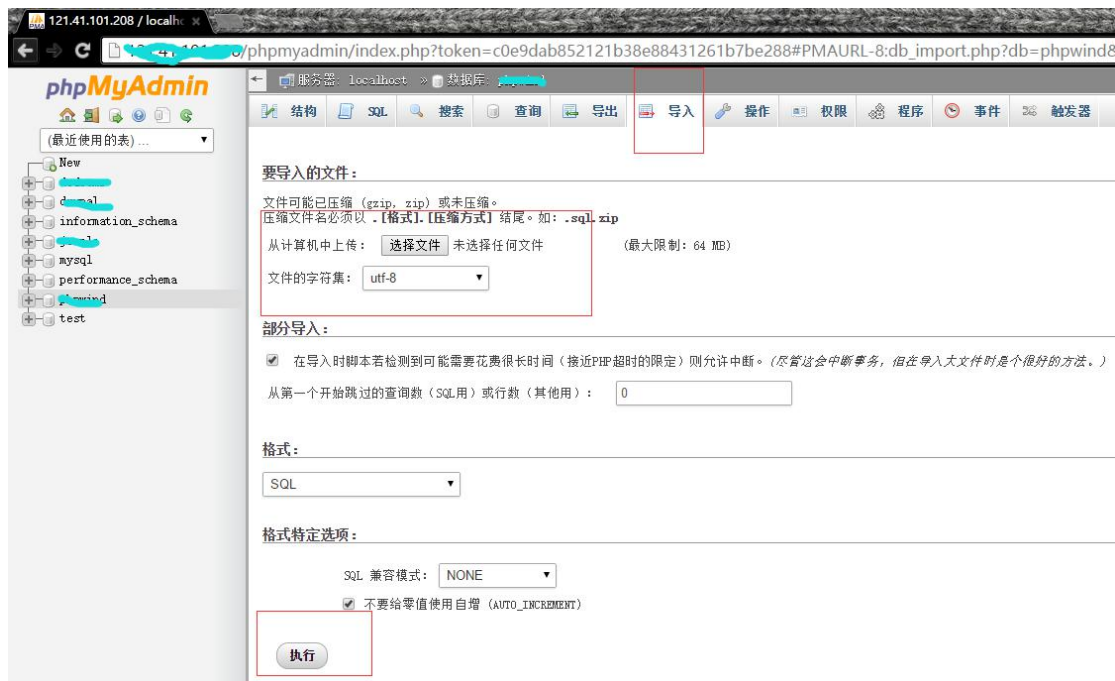 121.41.101.208 / localh
/phpmyadmin/index.php?token=c0e9dab852121b38e88431261b7be288#PMAURL-8:db_import.php?db=phpwind&
phpMyAdmin
(最近使用的表) ...
New
information_schema
mysql
performance_schema
test
服务器: localhost » 数据库:
结构 SQL 搜索 查询 导出 导入 操作 权限 程序 事件 触发器
要导入的文件:
文件可能已压缩 (gzip, zip) 或未压缩。
压缩文件名必须以 .[格式].[压缩方式] 结尾。如: .sql.zip
从计算机中上传: 选择文件 未选择任何文件 (最大限制: 64 MB)
文件的字符集: utf-8
部分导入:
在导入时脚本若检测到可能需要花费很长时间（接近PHP超时的限定）则允许中断。(尽管这会中断事务，但在导入大文件时是个很好的方法。)
从第一个开始跳过的查询数（SQL用）或行数（其他用）: 0
格式:
SQL
格式特定选项:
SQL 兼容模式: NONE
不要给零值使用自增 (AUTO_INCREMENT)
执行